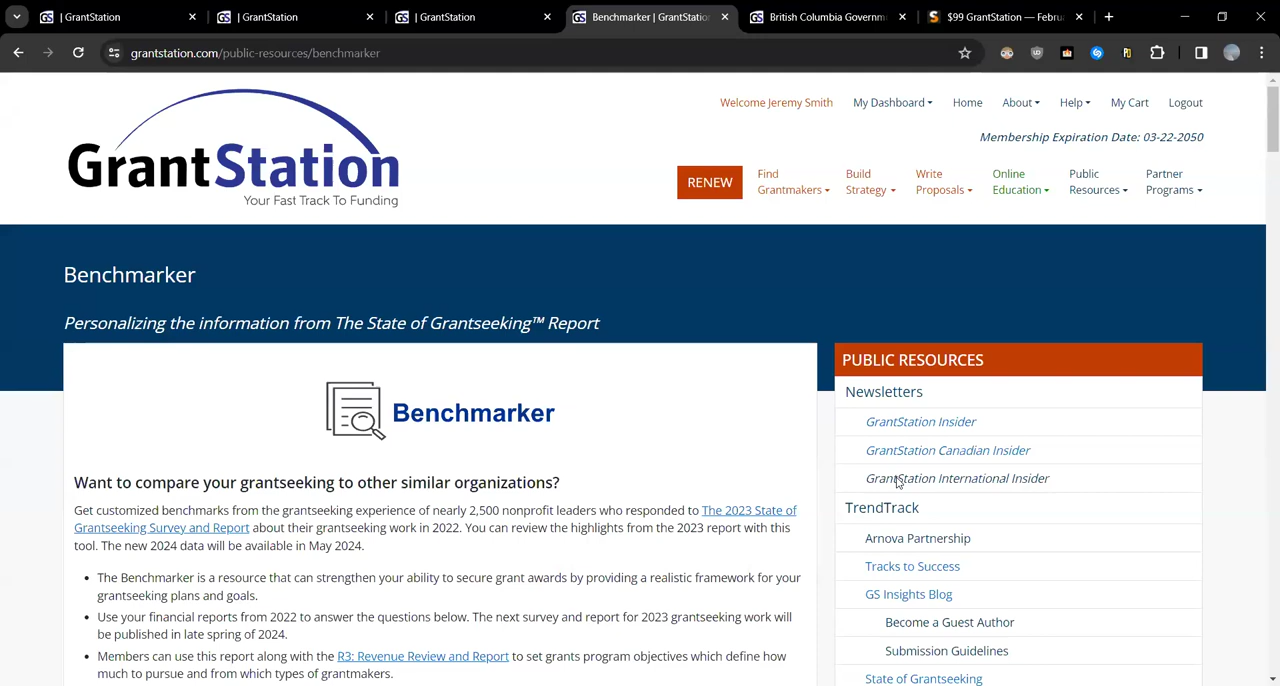 GS | GrantStation
GS | GrantStation
GS | GrantStation
GS Benchmarker | GrantStation
GS British Columbia Governm
S $99 GrantStation — Februa
grantstation.com/public-resources/benchmarker
Welcome Jeremy Smith
My Dashboard
Home
About
Help
My Cart
Logout
Membership Expiration Date: 03-22-2050
GrantStation
Your Fast Track To Funding
RENEW
Find
Grantmakers
Build
Strategy
Write
Proposals
Online
Education
Public
Resources
Partner
Programs
Benchmarker
Personalizing the information from The State of Grantseeking™ Report
Benchmarker
Want to compare your grantseeking to other similar organizations?
Get customized benchmarks from the grantseeking experience of nearly 2,500 nonprofit leaders who responded to The 2023 State of
Grantseeking Survey and Report about their grantseeking work in 2022. You can review the highlights from the 2023 report with this
tool. The new 2024 data will be available in May 2024.
• The Benchmarker is a resource that can strengthen your ability to secure grant awards by providing a realistic framework for your
grantseeking plans and goals.
• Use your financial reports from 2022 to answer the questions below. The next survey and report for 2023 grantseeking work will
be published in late spring of 2024.
• Members can use this report along with the R3: Revenue Review and Report to set grants program objectives which define how
much to pursue and from which types of grantmakers.
PUBLIC RESOURCES
Newsletters
GrantStation Insider
GrantStation Canadian Insider
GrantStation International Insider
TrendTrack
Arnova Partnership
Tracks to Success
GS Insights Blog
Become a Guest Author
Submission Guidelines
State of Grantseeking